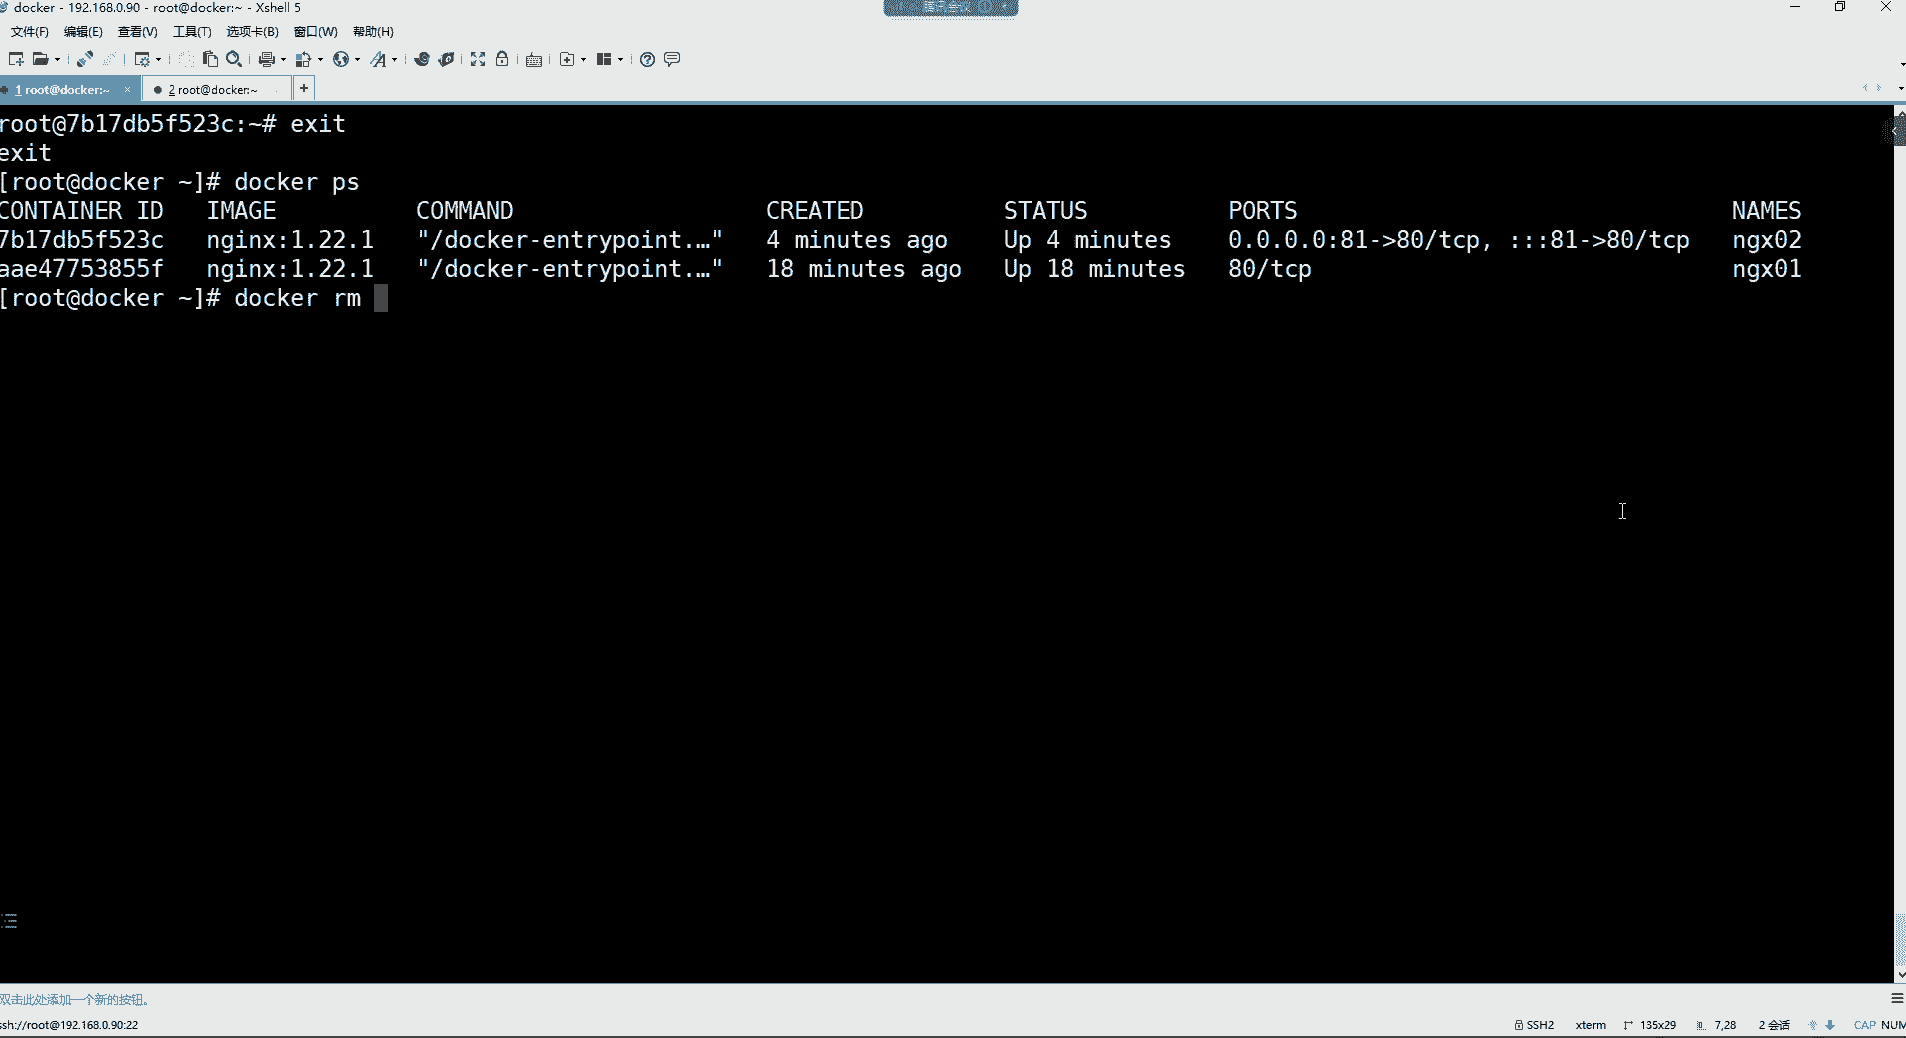 docker - 192.168.0.90 - root@docker:~ - Xshell 5
腾讯会议
文件(F) 编辑(E) 查看(V) 工具(T) 选项卡(B) 窗口(W) 帮助(H)
1 root@docker:~ × 2 root@docker:~ +
root@7b17db5f523c:~# exit
exit
[root@docker ~]# docker ps
CONTAINER ID IMAGE COMMAND CREATED STATUS PORTS NAMES
7b17db5f523c nginx:1.22.1 "/docker-entrypoint.…" 4 minutes ago Up 4 minutes 0.0.0.0:81->80/tcp, :::81->80/tcp ngx02
aae47753855f nginx:1.22.1 "/docker-entrypoint.…" 18 minutes ago Up 18 minutes 80/tcp ngx01
[root@docker ~]# docker rm
双击此处添加一个新的按钮。
ssh://root@192.168.0.90:22 SSH2 xterm 135x29 7,28 2 会话 CAP NUM